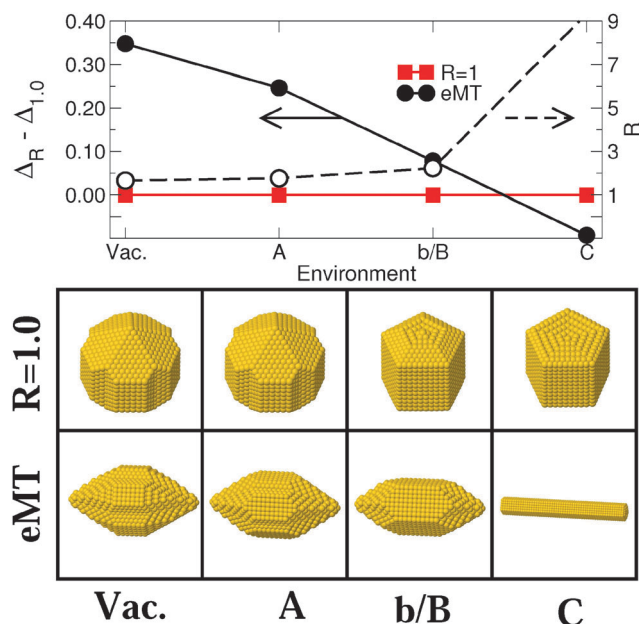 0.40
0.30
0.20
0.10
0.00
Δ_R - Δ_1.0
9
7
5
3
1
R
R=1
eMT
Vac.
A
b/B
C
Environment
R=1.0
eMT
Vac.
A
b/B
C